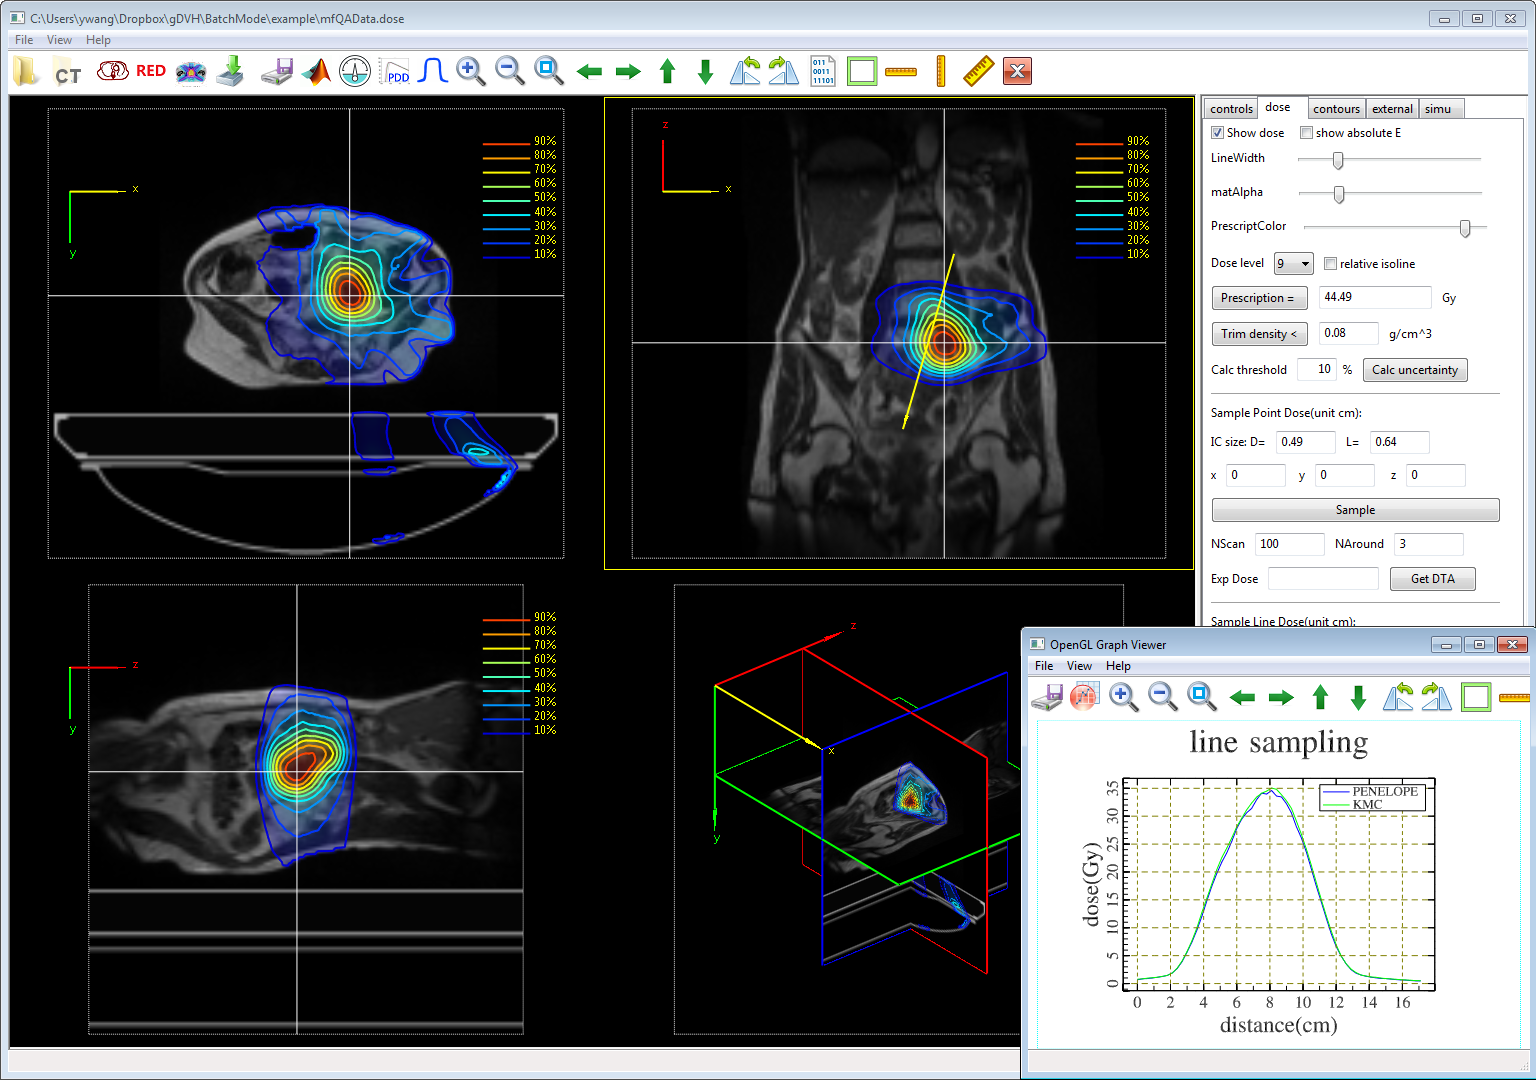 C:\Users\ywang\Dropbox\gDVH\BatchMode\example\mfQAData.dose
File View Help
CT RED PDD 011 0011 11101
90%
80%
70%
60%
50%
40%
30%
20%
10%
x
y
z
x
90%
80%
70%
60%
50%
40%
30%
20%
10%
controls dose contours external simu
Show dose show absolute E
LineWidth
matAlpha
PrescriptColor
Dose level 9 relative isoline
Prescription = 44.49 Gy
Trim density < 0.08 g/cm^3
Calc threshold 10 % Calc uncertainty
Sample Point Dose(unit cm):
IC size: D= 0.49 L= 0.64
x 0 y 0 z 0
Sample
NScan 100 NAround 3
Exp Dose Get DTA
Sample Line Dose(unit cm):
90%
80%
70%
60%
50%
40%
30%
20%
10%
z
y
z
x
y
OpenGL Graph Viewer
File View Help
line sampling
PENELOPE
KMC
dose(Gy)
35
30
25
20
15
10
5
0
0 2 4 6 8 10 12 14 16
distance(cm)